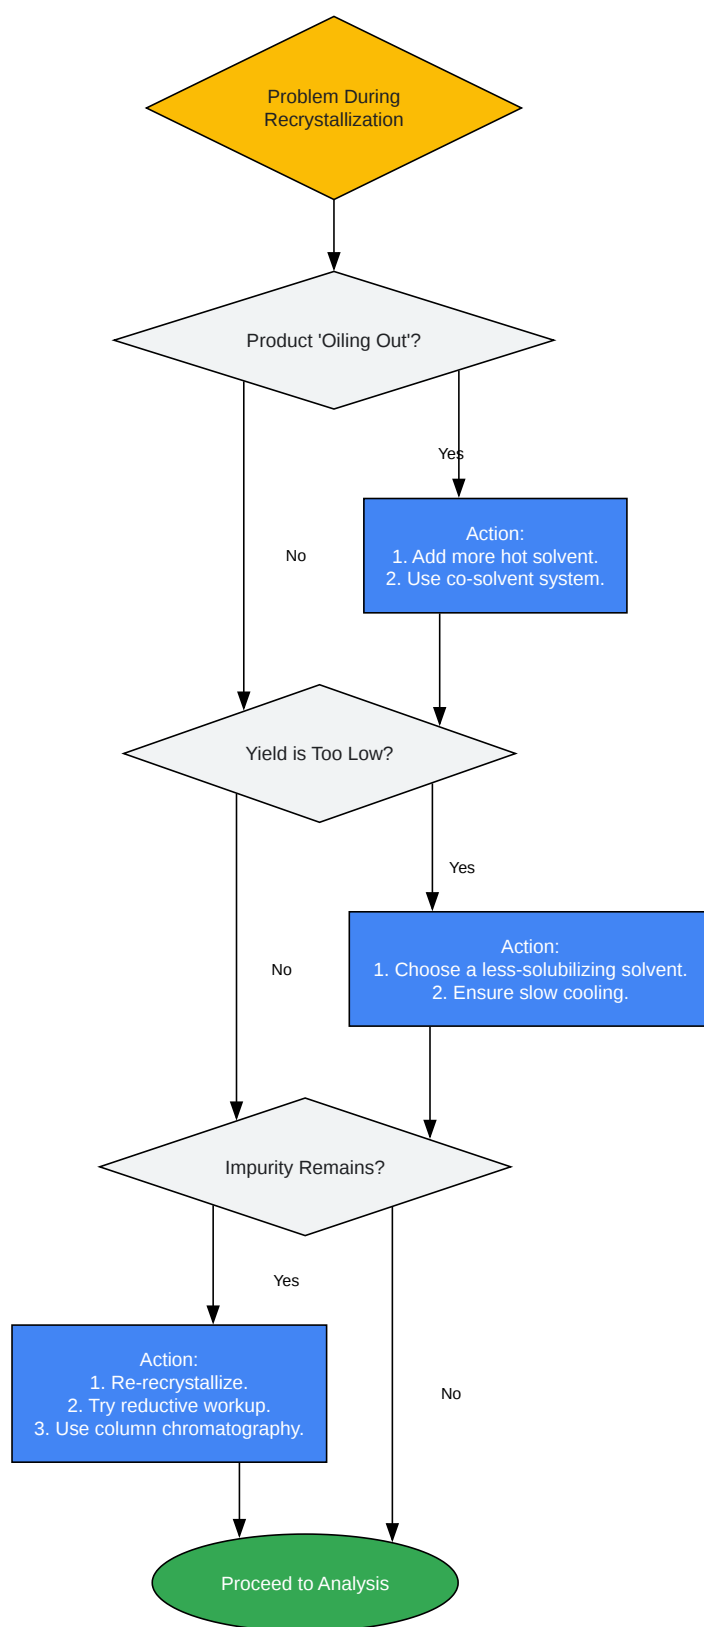 Problem During
Recrystallization
Product 'Oiling Out'?
Yes
No
Action:
1. Add more hot solvent.
2. Use co-solvent system.
Yield is Too Low?
Yes
No
Action:
1. Choose a less-solubilizing solvent.
2. Ensure slow cooling.
Impurity Remains?
Yes
Action:
1. Re-recrystallize.
2. Try reductive workup.
3. Use column chromatography.
No
Proceed to Analysis